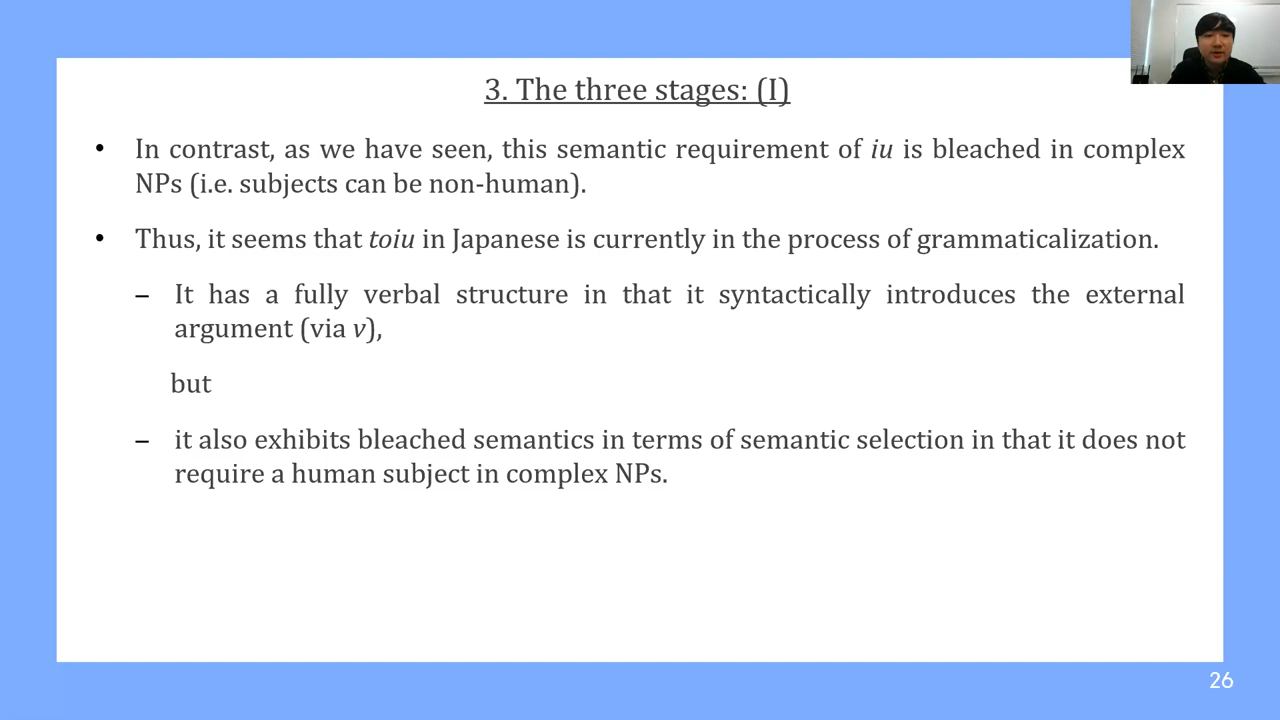 3. The three stages: (I)
• In contrast, as we have seen, this semantic requirement of iu is bleached in complex
NPs (i.e. subjects can be non-human).
• Thus, it seems that toiu in Japanese is currently in the process of grammaticalization.
– It has a fully verbal structure in that it syntactically introduces the external
argument (via v),
but
– it also exhibits bleached semantics in terms of semantic selection in that it does not
require a human subject in complex NPs.
26